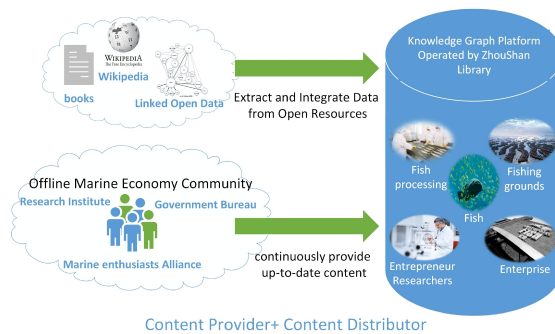 WIKIPEDIA
The Free Encyclopedia
Wikipedia
books
Linked Open Data
Extract and Integrate Data
from Open Resources
Knowledge Graph Platform
Operated by ZhouShan
Library
Offline Marine Economy Community
Research Institute
Government Bureau
Marine enthusiasts Alliance
continuously provide
up-to-date content
Fish
processing
Fishing
grounds
Fish
Entrepreneur
Researchers
Enterprise
Content Provider+ Content Distributor